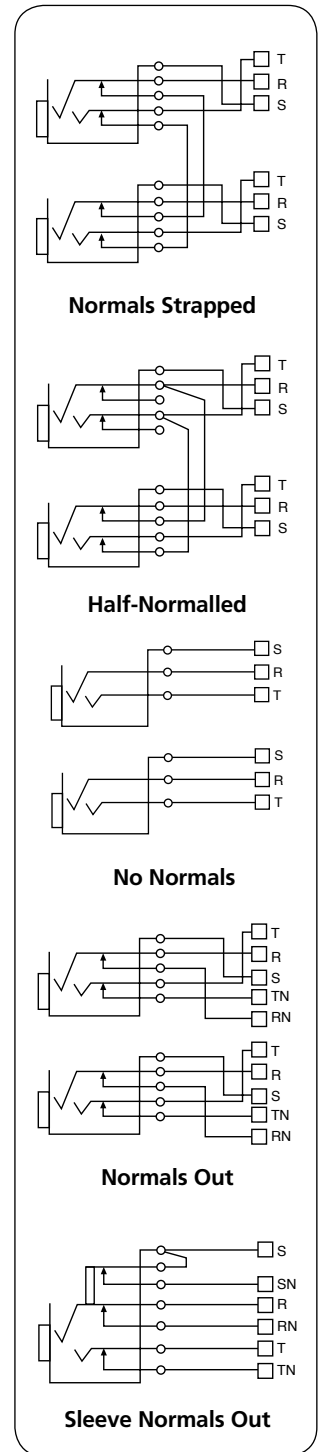 T
R
S
T
R
S
Normals Strapped
T
R
S
T
R
S
Half-Normalled
S
R
T
S
R
T
No Normals
T
R
S
TN
RN
T
R
S
TN
RN
Normals Out
S
SN
R
RN
T
TN
Sleeve Normals Out